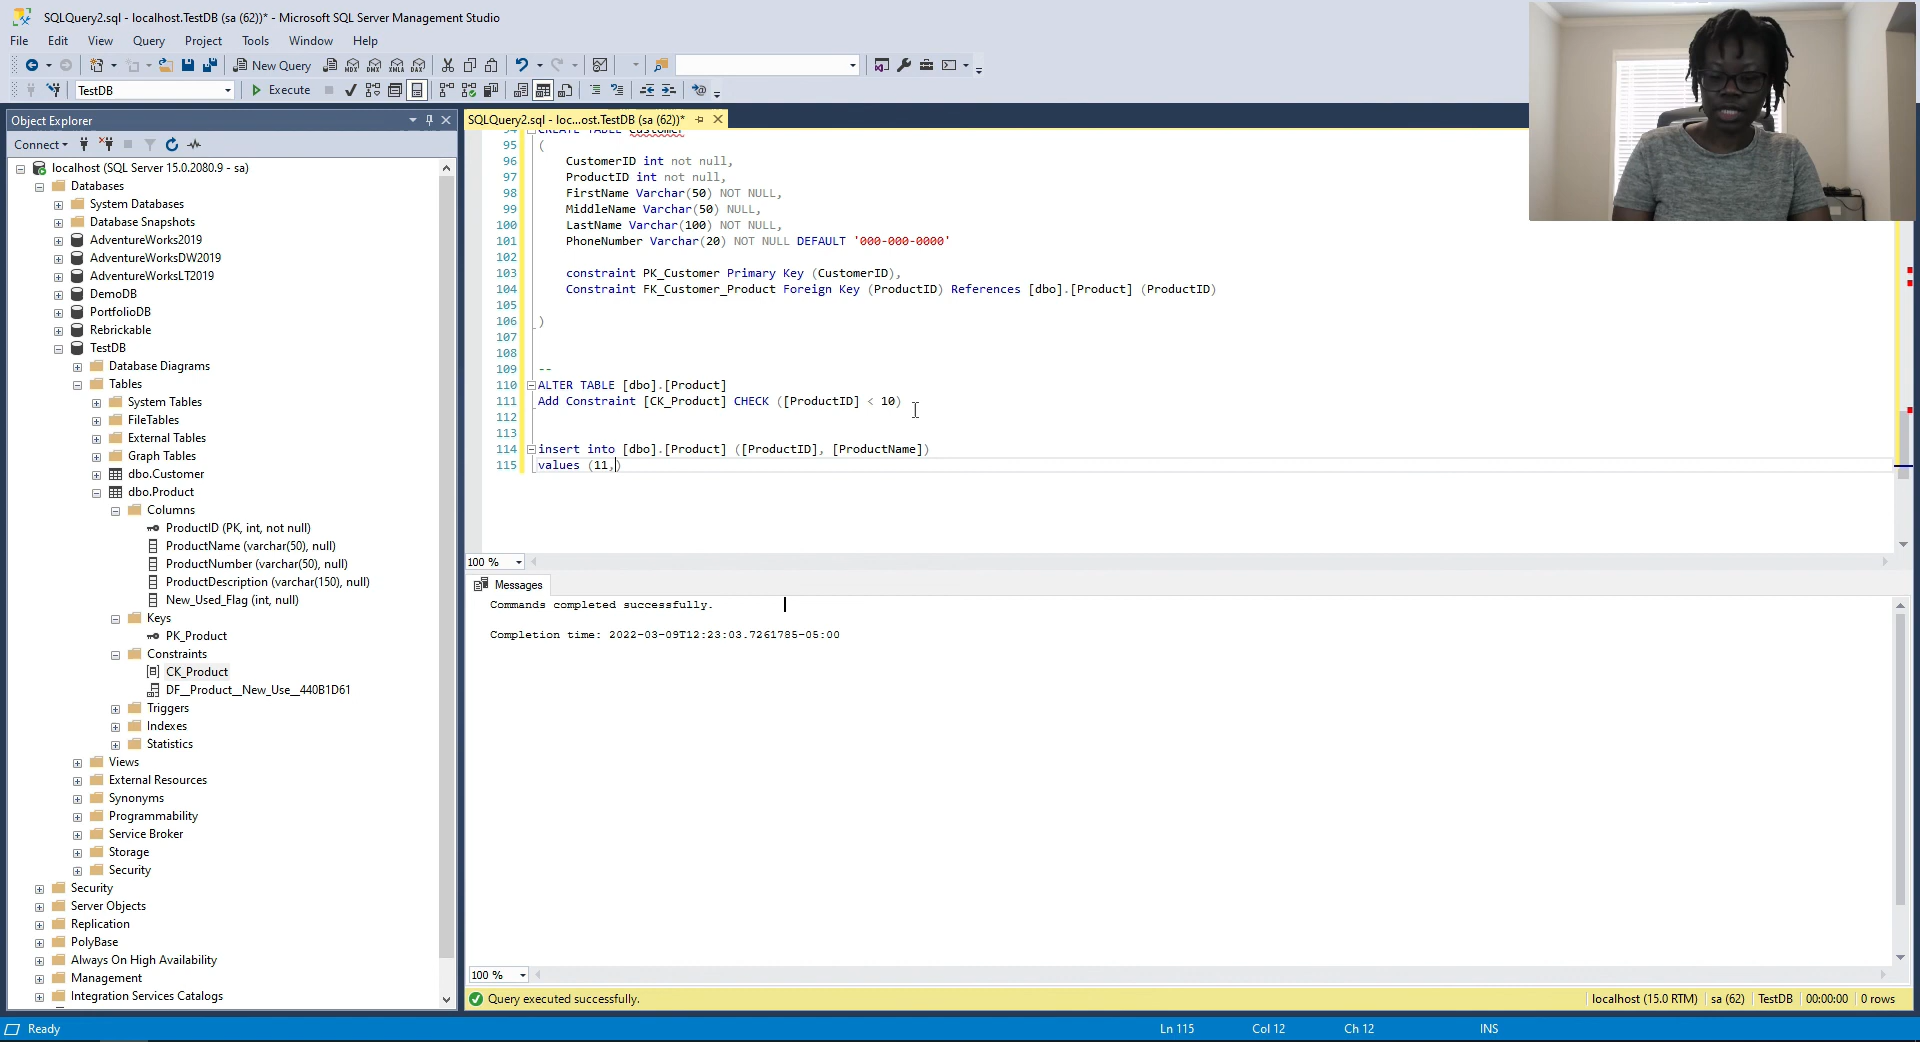 SQLQuery2.sql - localhost.TestDB (sa (62))* - Microsoft SQL Server Management Studio
File Edit View Query Project Tools Window Help
New Query
TestDB Execute
Object Explorer
SQLQuery2.sql - loc...ost.TestDB (sa (62))*
Connect
localhost (SQL Server 15.0.2080.9 - sa)
Databases
System Databases
Database Snapshots
AdventureWorks2019
AdventureWorksDW2019
AdventureWorksLT2019
DemoDB
PortfolioDB
Rebrickable
TestDB
Database Diagrams
Tables
System Tables
FileTables
External Tables
Graph Tables
dbo.Customer
dbo.Product
Columns
ProductID (PK, int, not null)
ProductName (varchar(50), null)
ProductNumber (varchar(50), null)
ProductDescription (varchar(150), null)
New_Used_Flag (int, null)
Keys
PK_Product
Constraints
CK_Product
DF__Product__New_Use__440B1D61
Triggers
Indexes
Statistics
Views
External Resources
Synonyms
Programmability
Service Broker
Storage
Security
Security
Server Objects
Replication
PolyBase
Always On High Availability
Management
Integration Services Catalogs
94 CREATE TABLE Customer
95 (
96 CustomerID int not null,
97 ProductID int not null,
98 FirstName Varchar(50) NOT NULL,
99 MiddleName Varchar(50) NULL,
100 LastName Varchar(100) NOT NULL,
101 PhoneNumber Varchar(20) NOT NULL DEFAULT '000-000-0000'
102
103 constraint PK_Customer Primary Key (CustomerID),
104 Constraint FK_Customer_Product Foreign Key (ProductID) References [dbo].[Product] (ProductID)
105
106 )
107
108
109 --
110 ALTER TABLE [dbo].[Product]
111 Add Constraint [CK_Product] CHECK ([ProductID] < 10)
112
113
114 insert into [dbo].[Product] ([ProductID], [ProductName])
115 values (11,)
100 %
Messages
Commands completed successfully.
Completion time: 2022-03-09T12:23:03.7261785-05:00
100 %
Query executed successfully. localhost (15.0 RTM) sa (62) TestDB 00:00:00 0 rows
Ready Ln 115 Col 12 Ch 12 INS